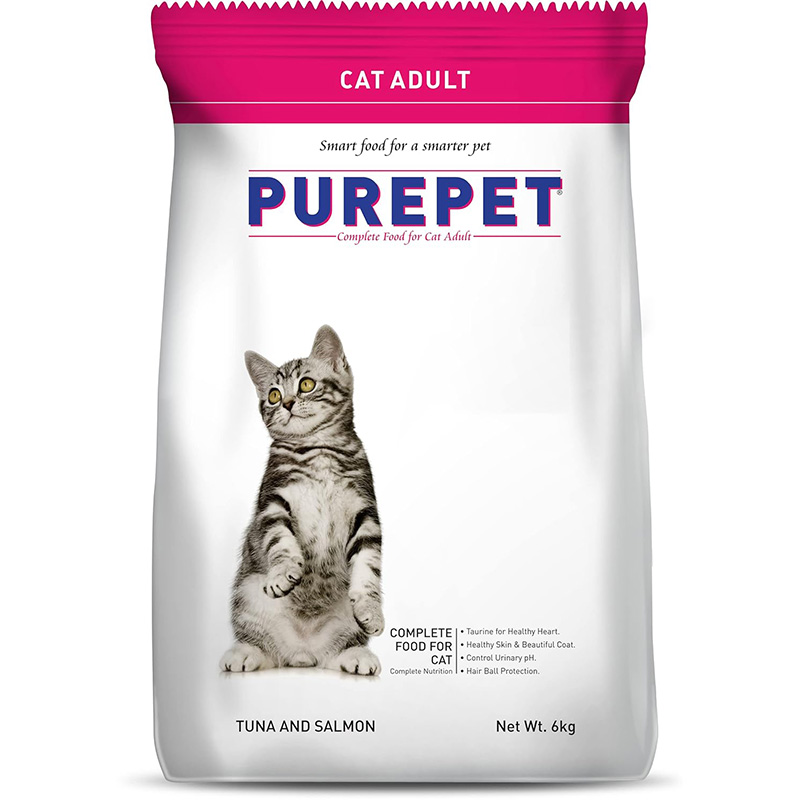 CAT ADULT
Smart food for a smarter pet
PUREPET®
Complete Food for Cat Adult
COMPLETE
FOOD FOR
CAT
Complete Nutrition
• Taurine for Healthy Heart.
• Healthy Skin & Beautiful Coat.
• Control Urinary pH.
• Hair Ball Protection.
TUNA AND SALMON
Net Wt. 6kg